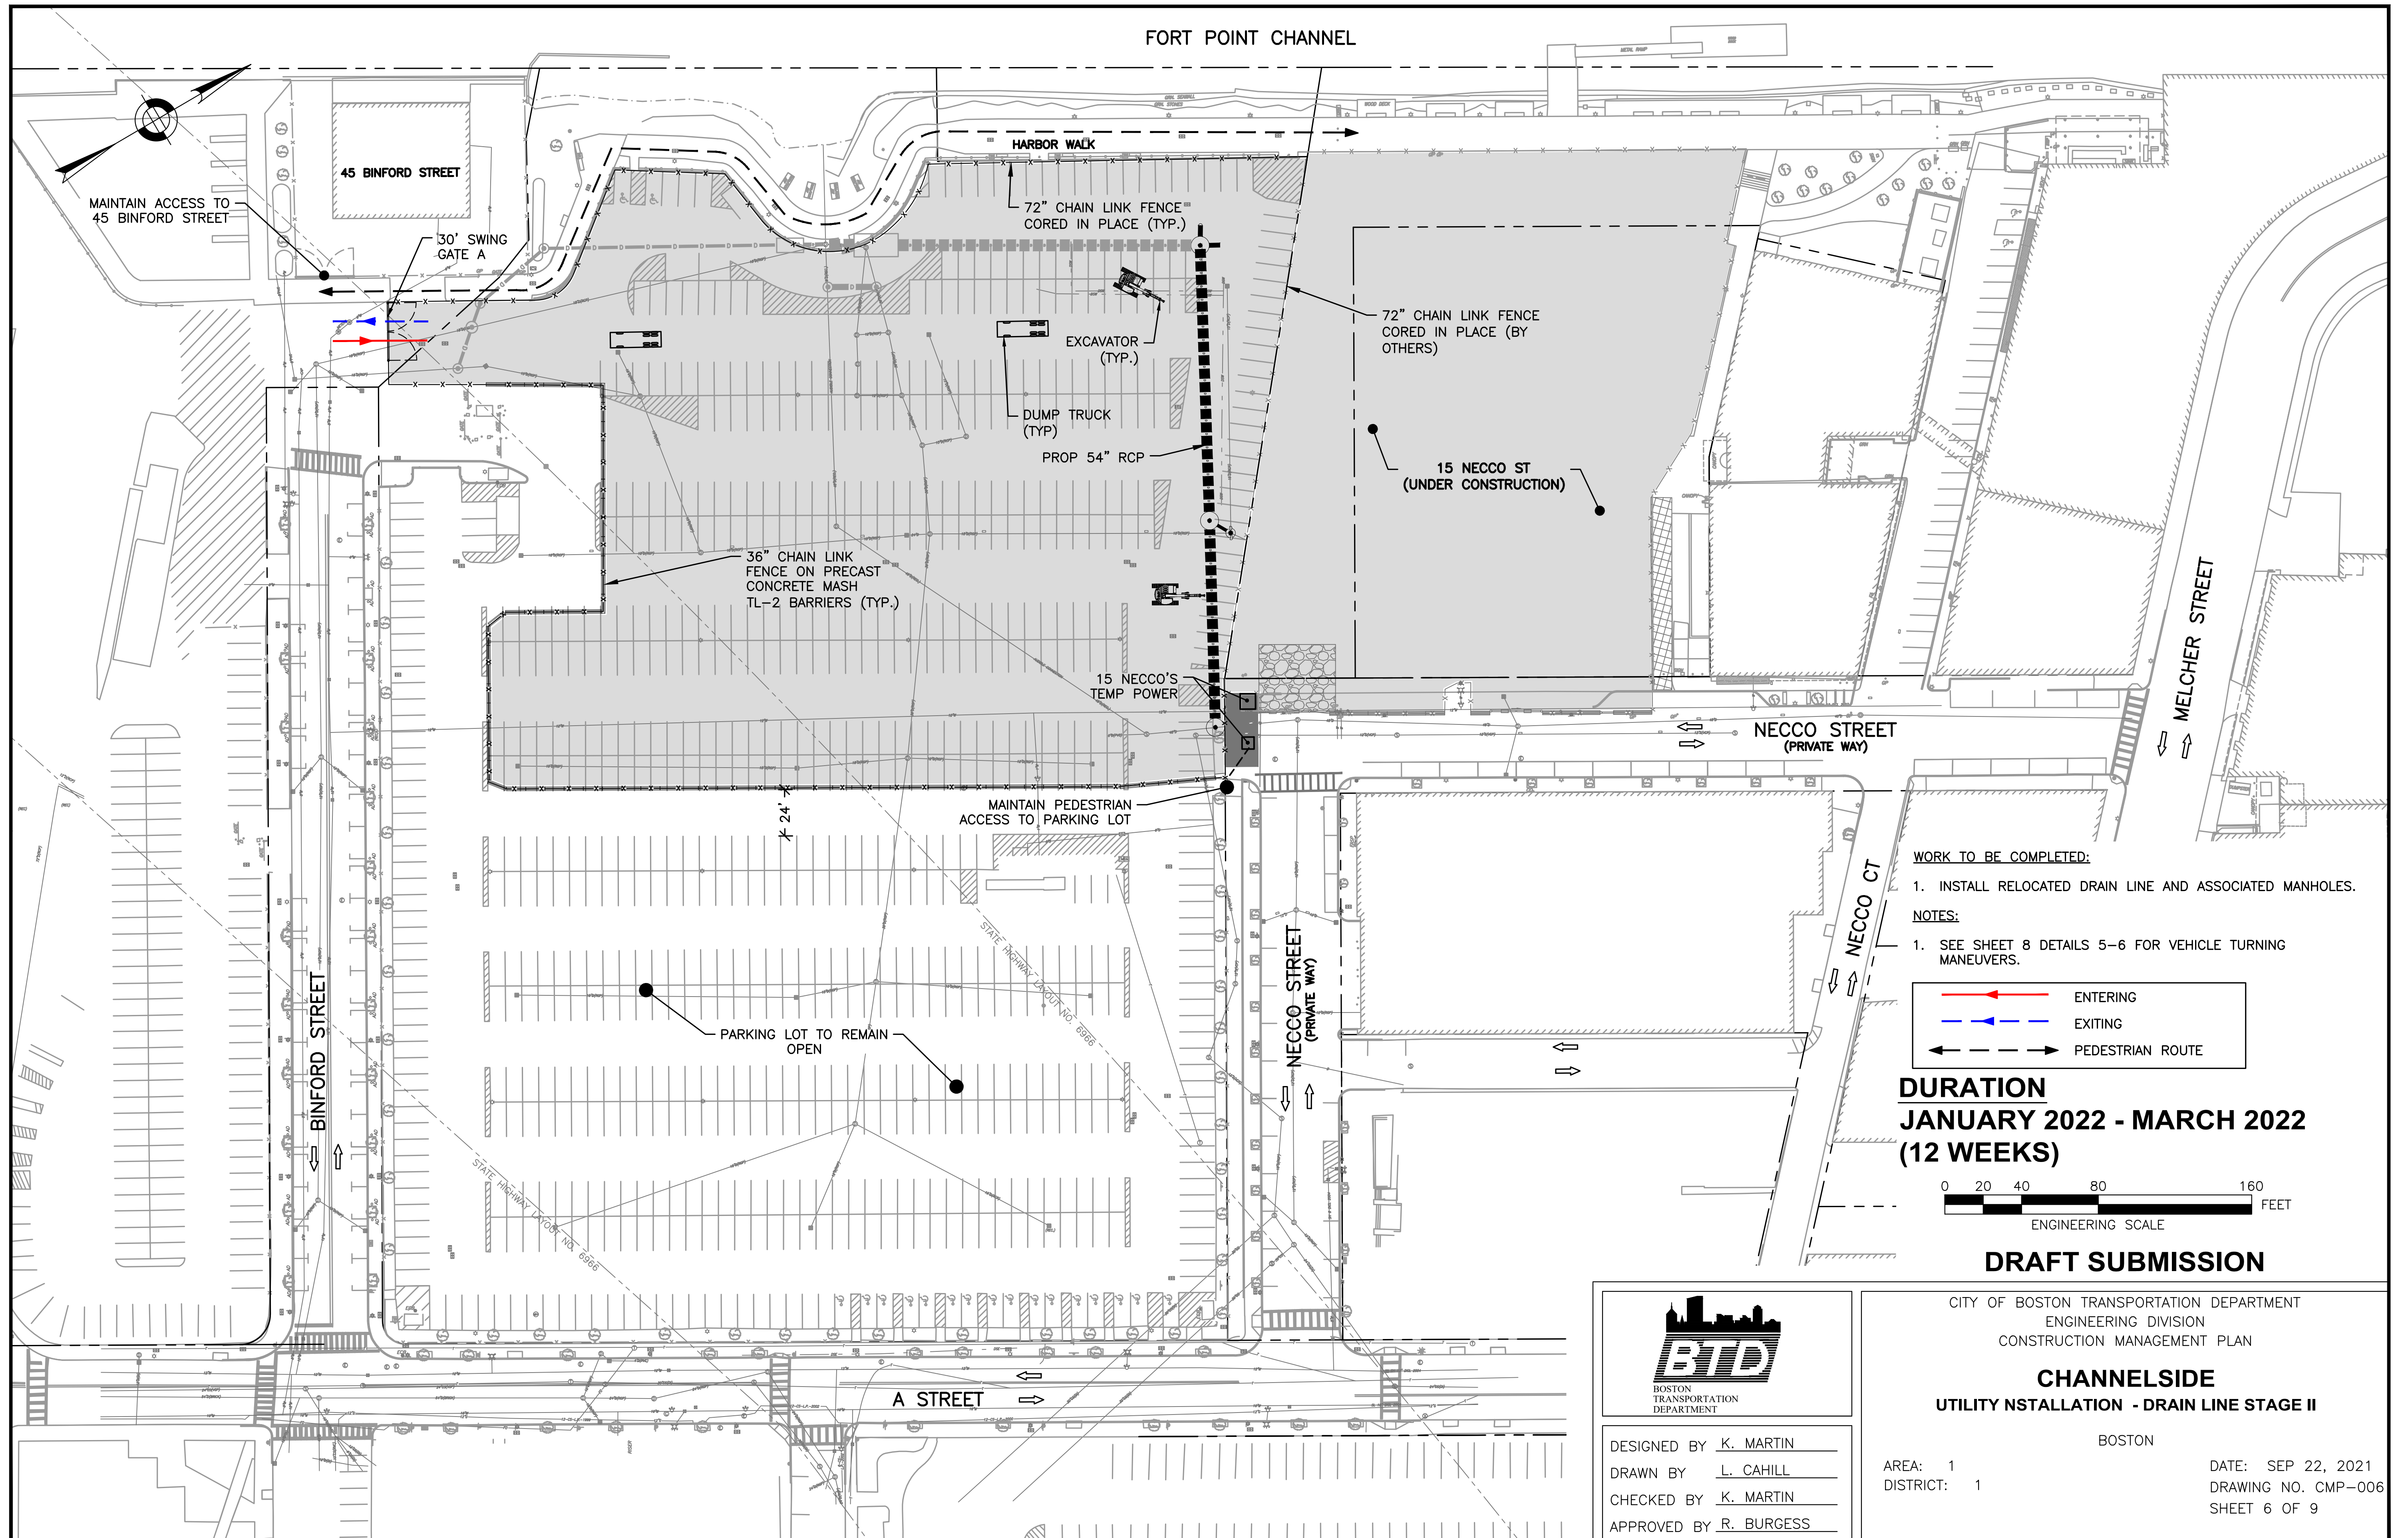 FORT POINT CHANNEL
METAL RAMP
GRAN. SEAWALL
GRAN. STONES
WOOD DECK
HARBOR WALK
45 BINFORD STREET
MAINTAIN ACCESS TO
45 BINFORD STREET
30' SWING
GATE A
72" CHAIN LINK FENCE
CORED IN PLACE (TYP.)
72" CHAIN LINK FENCE
CORED IN PLACE (BY
OTHERS)
EXCAVATOR
(TYP.)
DUMP TRUCK
(TYP)
PROP 54" RCP
15 NECCO ST
(UNDER CONSTRUCTION)
36" CHAIN LINK
FENCE ON PRECAST
CONCRETE MASH
TL-2 BARRIERS (TYP.)
CANOPY
CANOPY
MELCHER STREET
15 NECCO'S
TEMP POWER
NECCO STREET
(PRIVATE WAY)
24'
MAINTAIN PEDESTRIAN
ACCESS TO PARKING LOT
STATE HIGHWAY LAYOUT NO. 6966
NECCO STREET
(PRIVATE WAY)
NECCO CT
PARKING LOT TO REMAIN
OPEN
BINFORD STREET
STATE HIGHWAY LAYOUT NO. 6966
A STREET
WORK TO BE COMPLETED:
1. INSTALL RELOCATED DRAIN LINE AND ASSOCIATED MANHOLES.
NOTES:
1. SEE SHEET 8 DETAILS 5-6 FOR VEHICLE TURNING
MANEUVERS.
ENTERING
EXITING
PEDESTRIAN ROUTE
DURATION
JANUARY 2022 - MARCH 2022
(12 WEEKS)
0 20 40 80 160
FEET
ENGINEERING SCALE
DRAFT SUBMISSION
BTD
BOSTON
TRANSPORTATION
DEPARTMENT
DESIGNED BY K. MARTIN
DRAWN BY L. CAHILL
CHECKED BY K. MARTIN
APPROVED BY R. BURGESS
CITY OF BOSTON TRANSPORTATION DEPARTMENT
ENGINEERING DIVISION
CONSTRUCTION MANAGEMENT PLAN
CHANNELSIDE
UTILITY NSTALLATION - DRAIN LINE STAGE II
BOSTON
AREA: 1
DISTRICT: 1
DATE: SEP 22, 2021
DRAWING NO. CMP-006
SHEET 6 OF 9